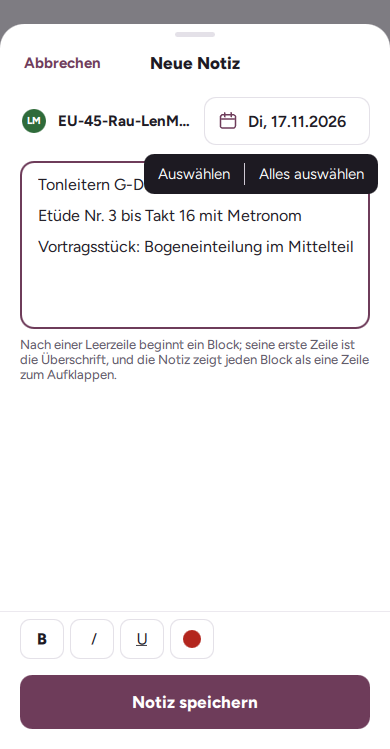 Abbrechen
Neue Notiz
LM
EU-45-Rau-LenM...
Di, 17.11.2026
Auswählen
Alles auswählen
Tonleitern G-D
Etüde Nr. 3 bis Takt 16 mit Metronom
Vortragsstück: Bogeneinteilung im Mittelteil
Nach einer Leerzeile beginnt ein Block; seine erste Zeile ist
die Überschrift, und die Notiz zeigt jeden Block als eine Zeile
zum Aufklappen.
B
I
U
Notiz speichern